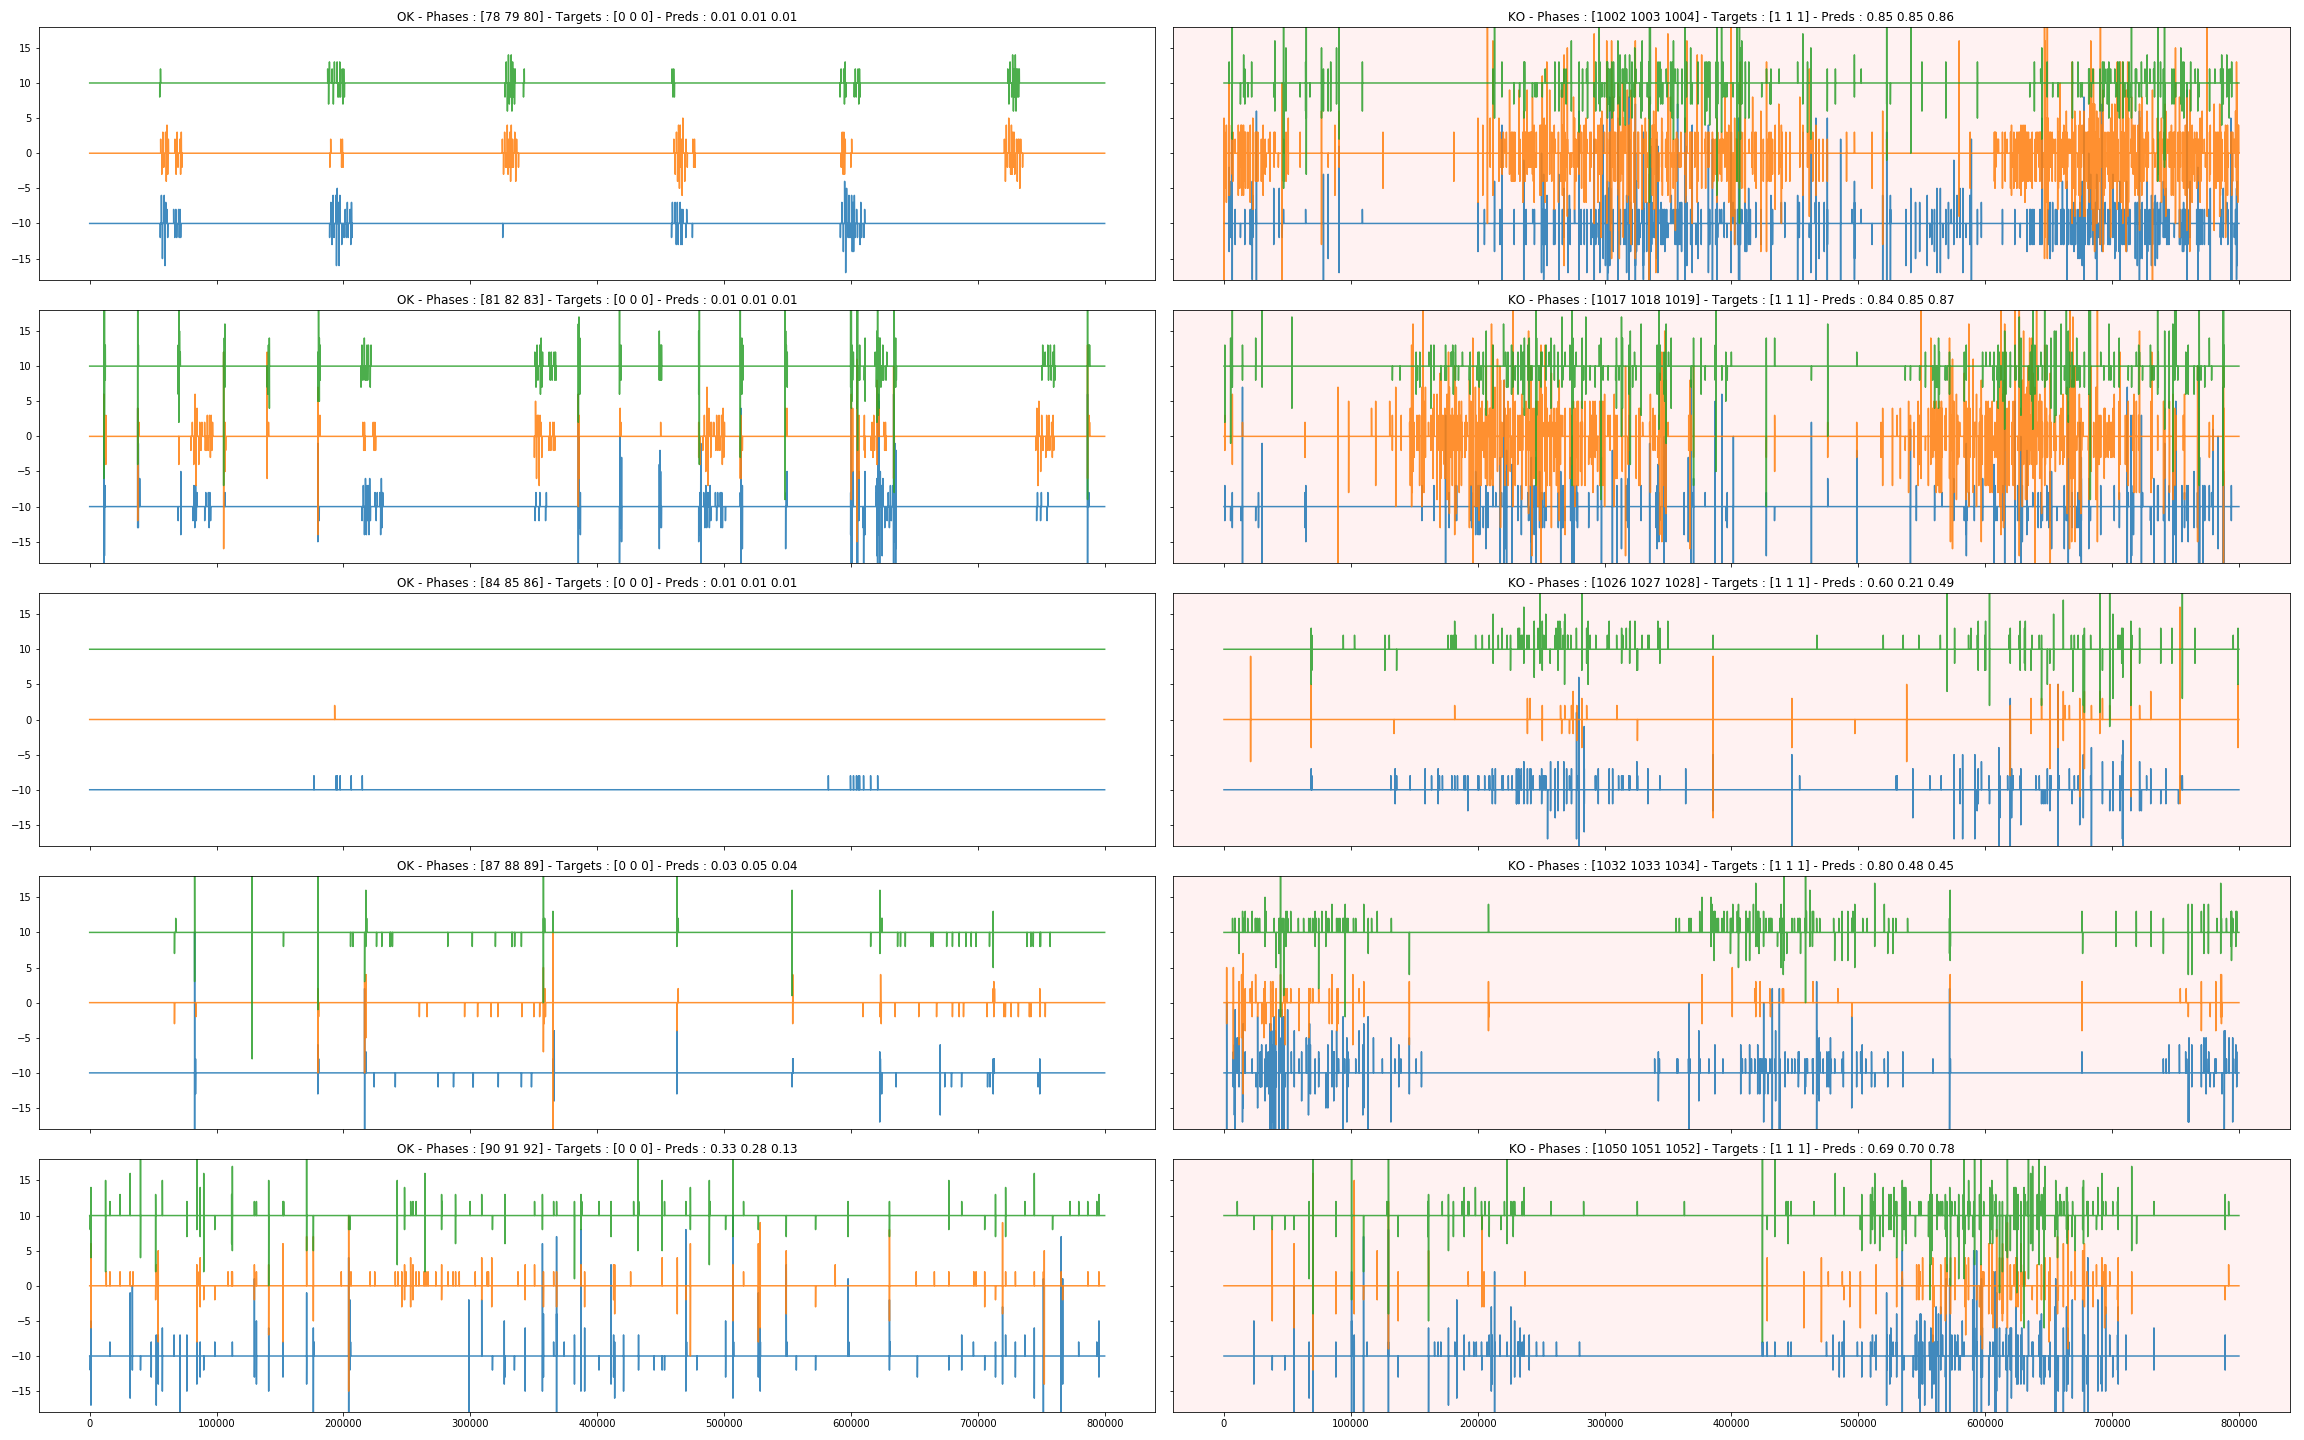 OK - Phases : [78 79 80] - Targets : [0 0 0] - Preds : 0.01 0.01 0.01
KO - Phases : [1002 1003 1004] - Targets : [1 1 1] - Preds : 0.85 0.85 0.86
15
10
5
0
−5
−10
−15
OK - Phases : [81 82 83] - Targets : [0 0 0] - Preds : 0.01 0.01 0.01
KO - Phases : [1017 1018 1019] - Targets : [1 1 1] - Preds : 0.84 0.85 0.87
15
10
5
0
−5
−10
−15
OK - Phases : [84 85 86] - Targets : [0 0 0] - Preds : 0.01 0.01 0.01
KO - Phases : [1026 1027 1028] - Targets : [1 1 1] - Preds : 0.60 0.21 0.49
15
10
5
0
−5
−10
−15
OK - Phases : [87 88 89] - Targets : [0 0 0] - Preds : 0.03 0.05 0.04
KO - Phases : [1032 1033 1034] - Targets : [1 1 1] - Preds : 0.80 0.48 0.45
15
10
5
0
−5
−10
−15
OK - Phases : [90 91 92] - Targets : [0 0 0] - Preds : 0.33 0.28 0.13
KO - Phases : [1050 1051 1052] - Targets : [1 1 1] - Preds : 0.69 0.70 0.78
15
10
5
0
−5
−10
−15
0 100000 200000 300000 400000 500000 600000 700000 800000
0 100000 200000 300000 400000 500000 600000 700000 800000